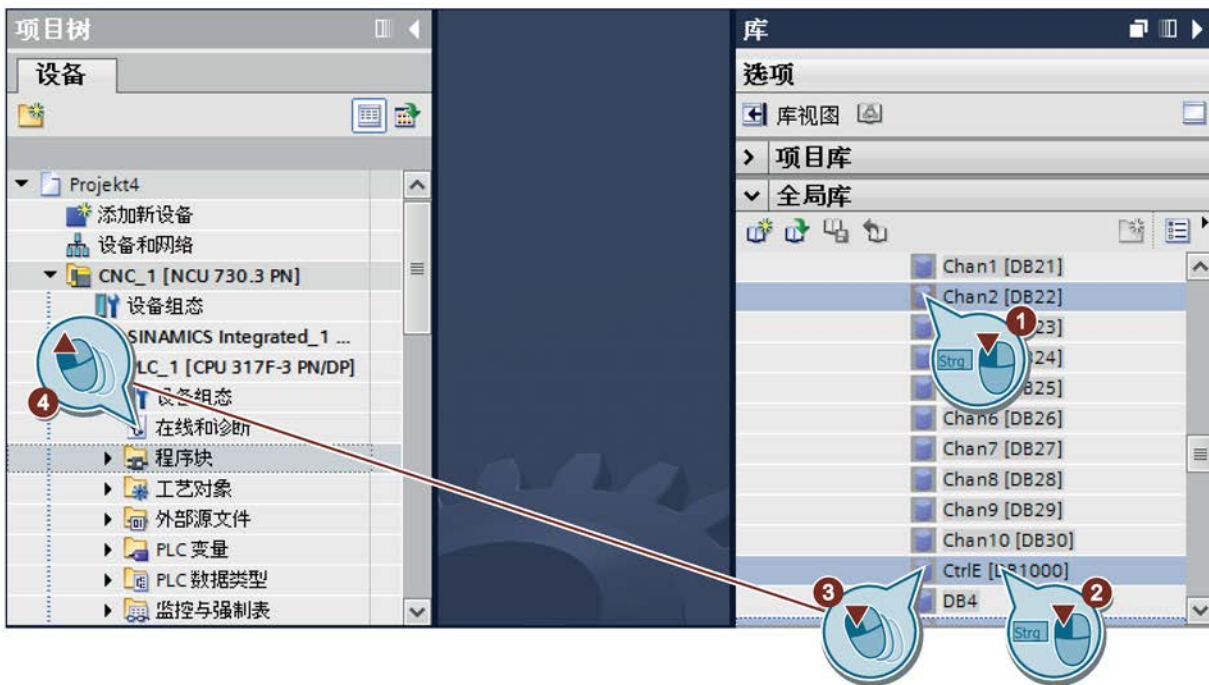 项目树
设备
Projekt4
添加新设备
设备和网络
CNC_1 [NCU 730.3 PN]
设备组态
SINAMICS Integrated_1 ...
PLC_1 [CPU 317F-3 PN/DP]
设备组态
在线和诊断
程序块
工艺对象
外部源文件
PLC 变量
PLC 数据类型
监控与强制表
4
库
选项
库视图
项目库
全局库
Chan1 [DB21]
Chan2 [DB22]
23]
24]
B25]
Chan6 [DB26]
Chan7 [DB27]
Chan8 [DB28]
Chan9 [DB29]
Chan10 [DB30]
CtrlE [DB1000]
DB4
1
Strg
3
2
Strg